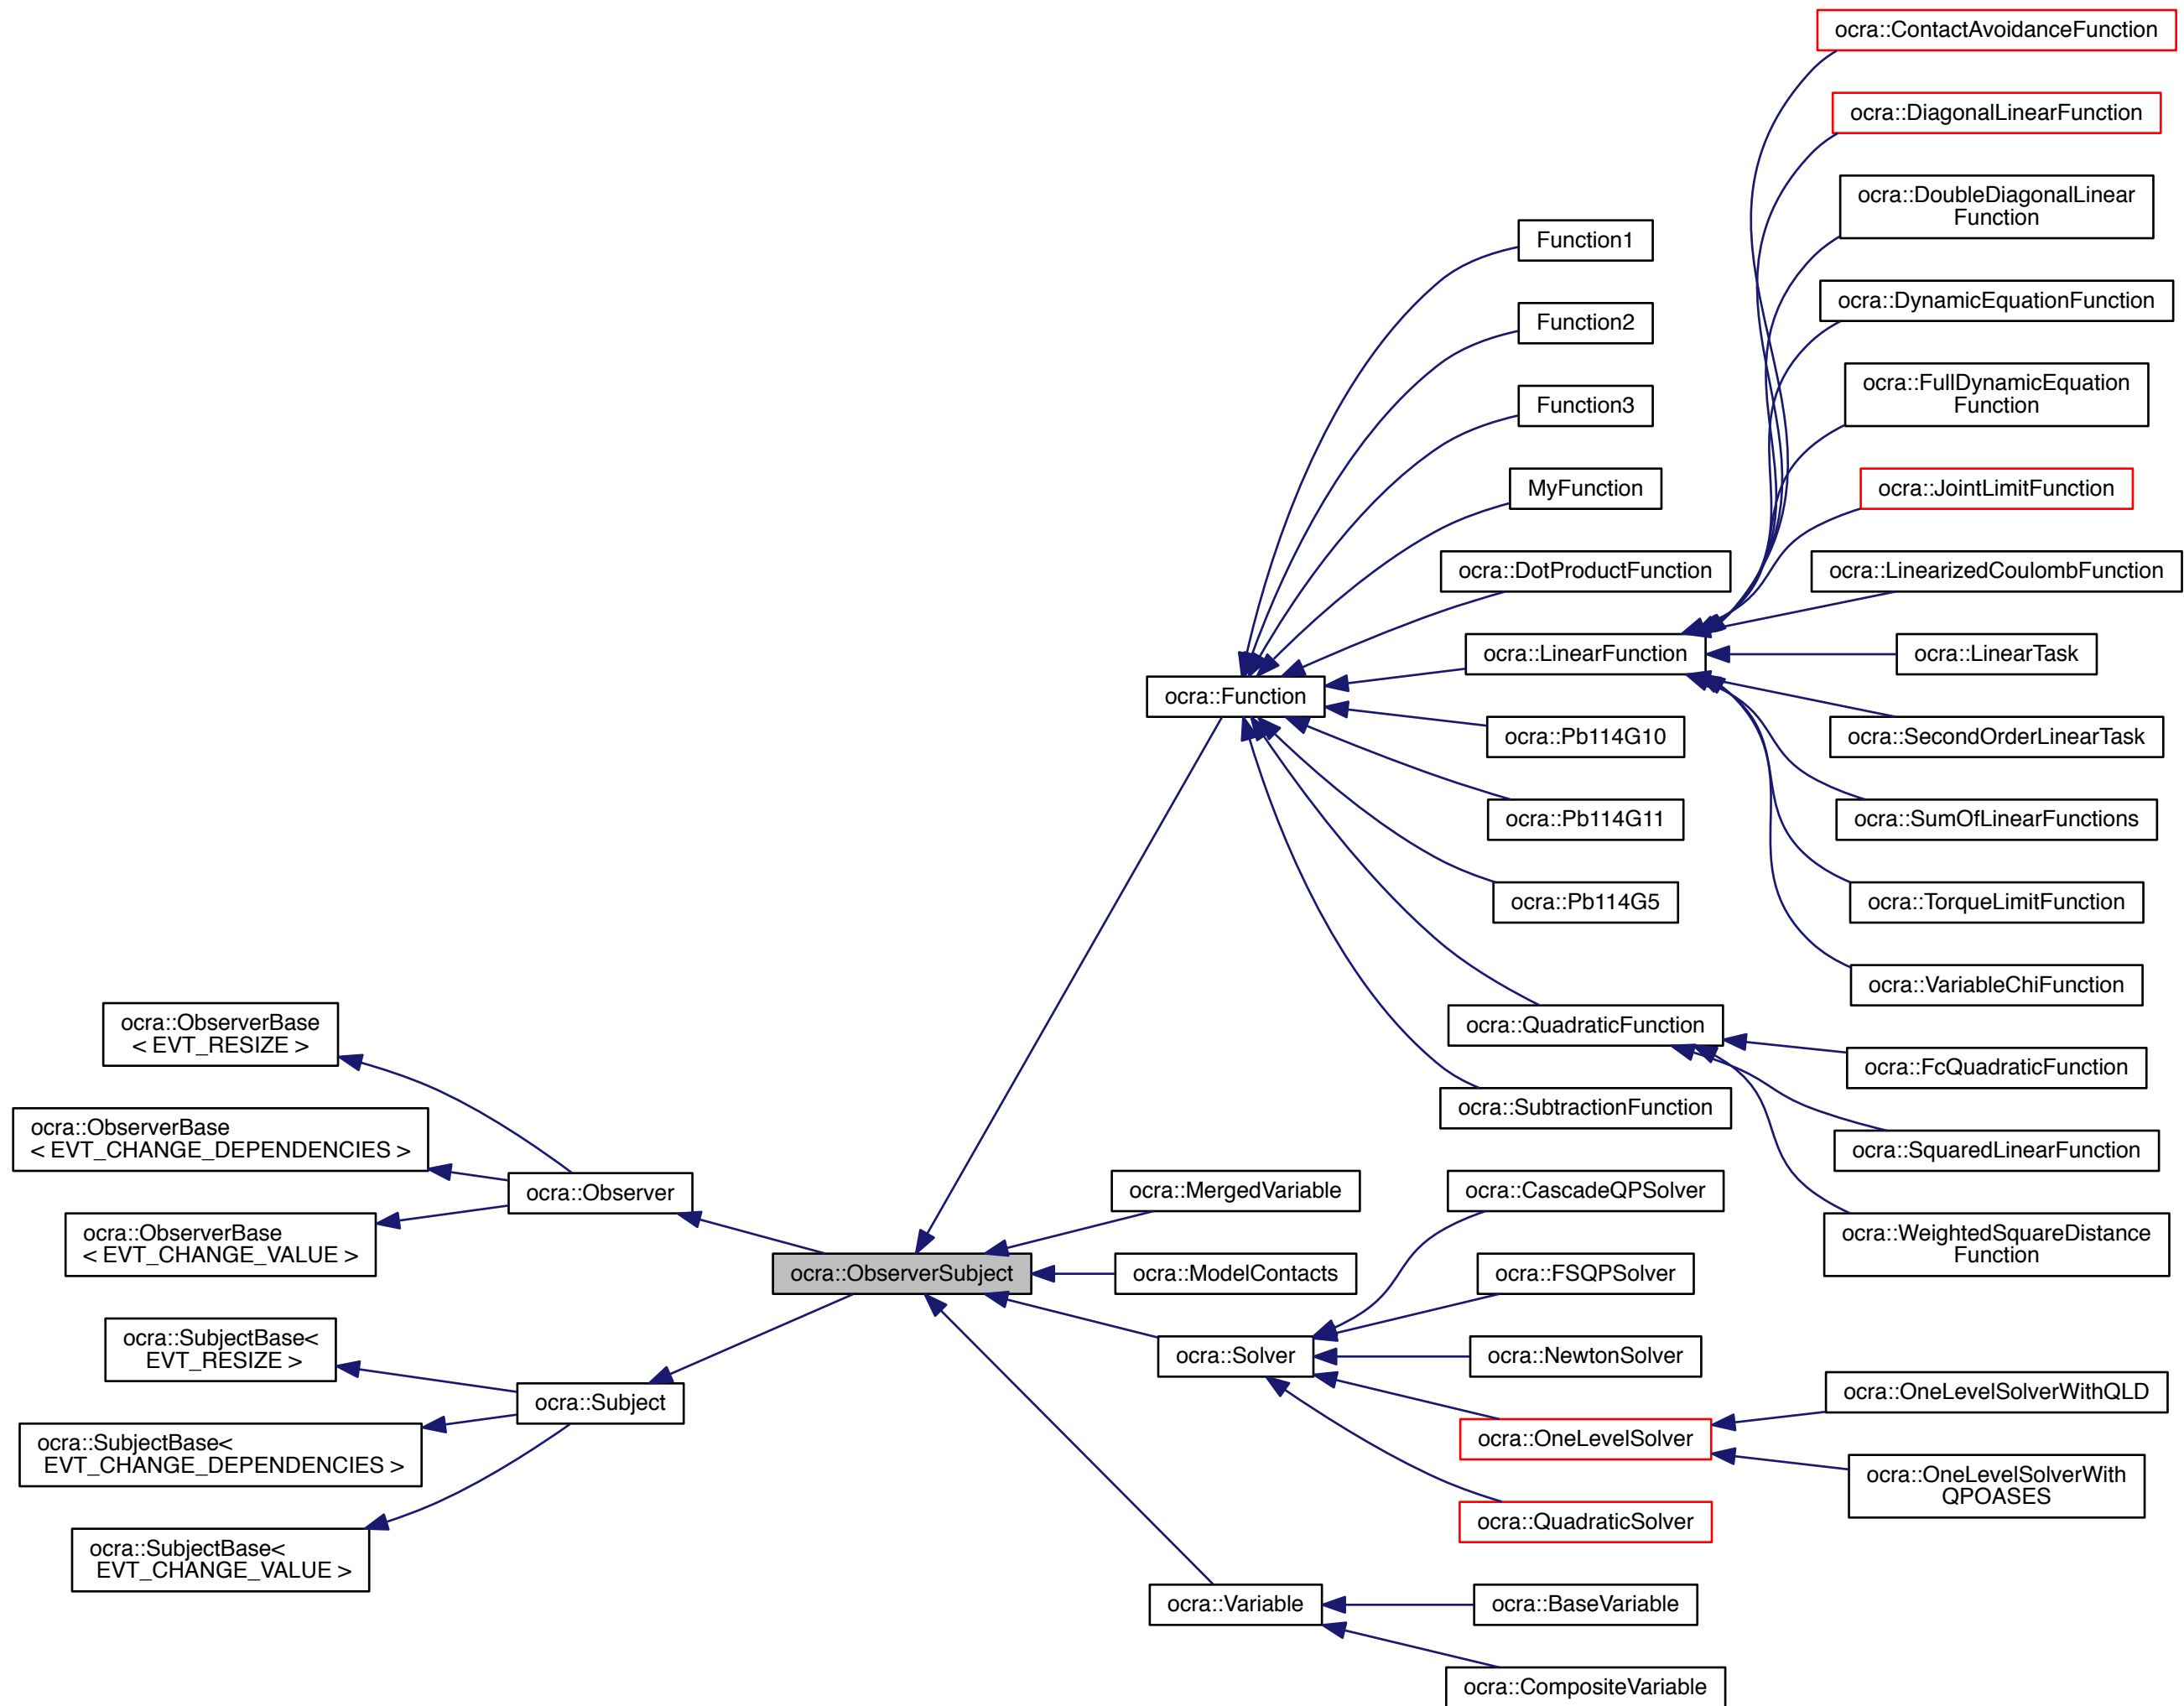 ocra::ContactAvoidanceFunction
ocra::DiagonalLinearFunction
ocra::DoubleDiagonalLinear
Function
Function1
ocra::DynamicEquationFunction
Function2
ocra::FullDynamicEquation
Function
Function3
MyFunction
ocra::JointLimitFunction
ocra::DotProductFunction
ocra::LinearizedCoulombFunction
ocra::LinearFunction
ocra::LinearTask
ocra::Function
ocra::Pb114G10
ocra::SecondOrderLinearTask
ocra::Pb114G11
ocra::SumOfLinearFunctions
ocra::Pb114G5
ocra::TorqueLimitFunction
ocra::VariableChiFunction
ocra::ObserverBase
< EVT_RESIZE >
ocra::QuadraticFunction
ocra::FcQuadraticFunction
ocra::ObserverBase
< EVT_CHANGE_DEPENDENCIES >
ocra::SubtractionFunction
ocra::SquaredLinearFunction
ocra::Observer
ocra::MergedVariable
ocra::CascadeQPSolver
ocra::ObserverBase
< EVT_CHANGE_VALUE >
ocra::WeightedSquareDistance
Function
ocra::ObserverSubject
ocra::ModelContacts
ocra::FSQPSolver
ocra::SubjectBase<
EVT_RESIZE >
ocra::Solver
ocra::NewtonSolver
ocra::Subject
ocra::OneLevelSolverWithQLD
ocra::SubjectBase<
EVT_CHANGE_DEPENDENCIES >
ocra::OneLevelSolver
ocra::OneLevelSolverWith
QPOASES
ocra::QuadraticSolver
ocra::SubjectBase<
EVT_CHANGE_VALUE >
ocra::Variable
ocra::BaseVariable
ocra::CompositeVariable